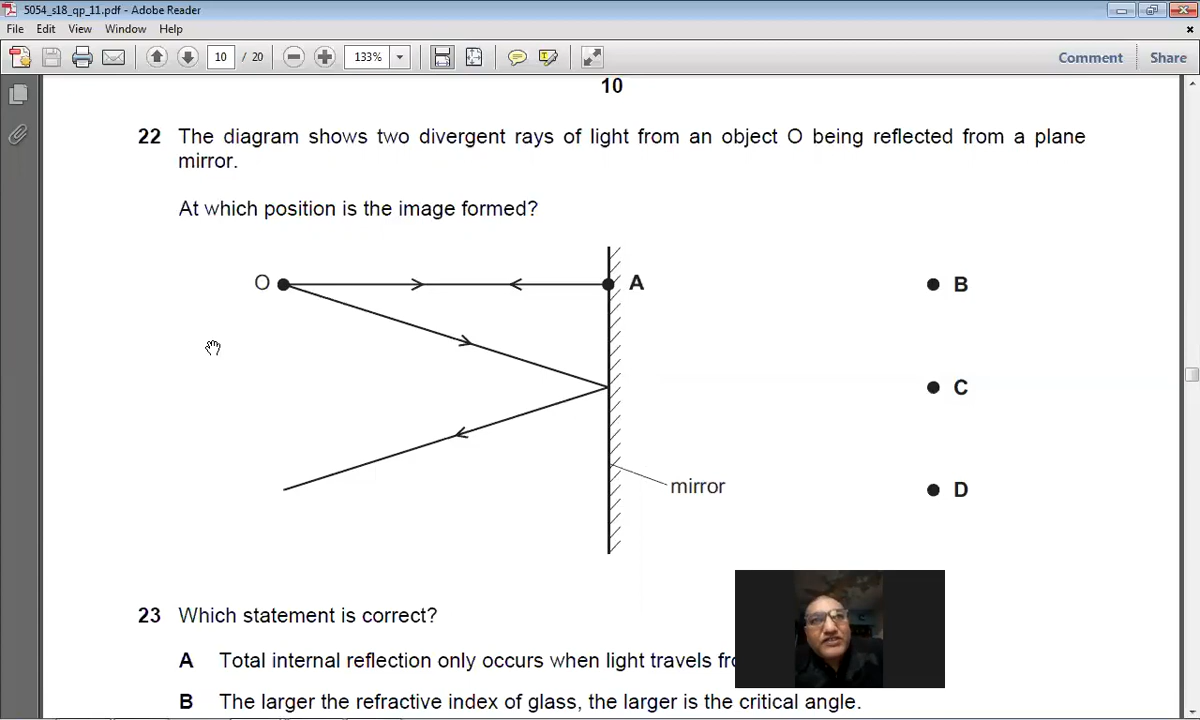 5054_s18_qp_11.pdf - Adobe Reader
File Edit View Window Help
10 / 20 133% Comment Share
10
22 The diagram shows two divergent rays of light from an object O being reflected from a plane
mirror.
At which position is the image formed?
O A B
C
mirror D
23 Which statement is correct?
A Total internal reflection only occurs when light travels
B The larger the refractive index of glass, the larger is the critical angle.